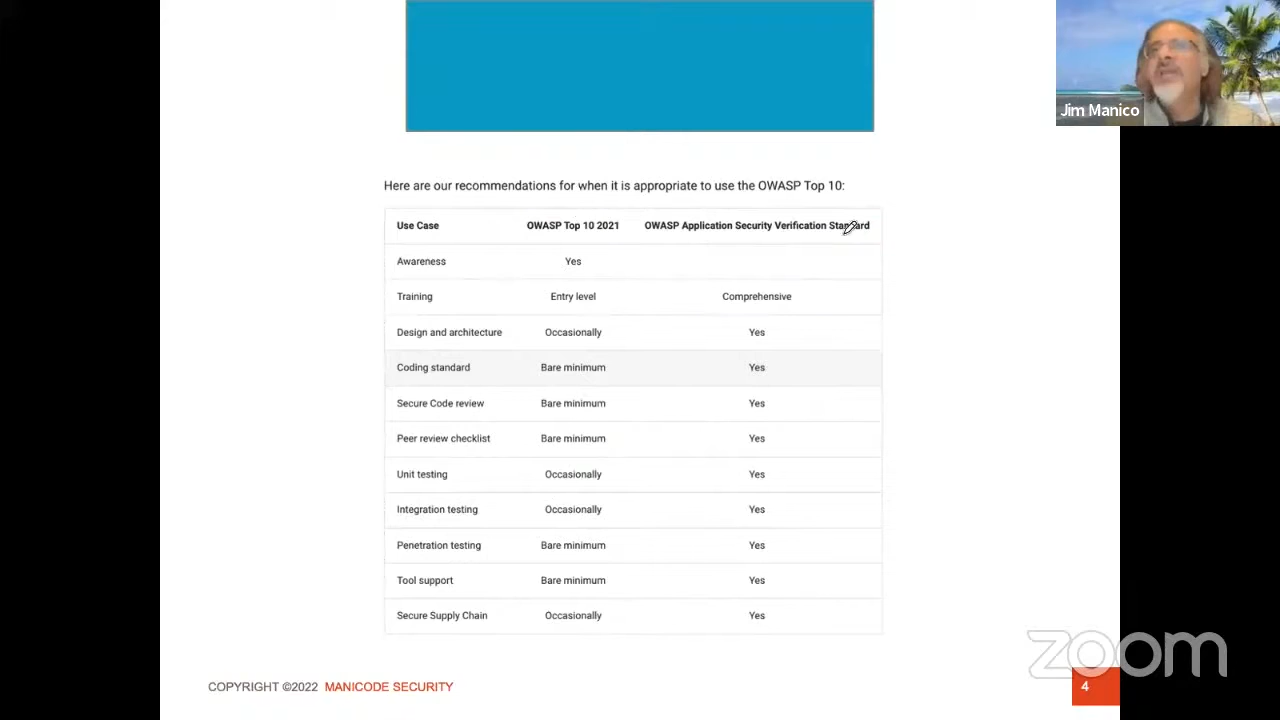 Jim Manico
Here are our recommendations for when it is appropriate to use the OWASP Top 10:
Use Case OWASP Top 10 2021 OWASP Application Security Verification Standard
Awareness Yes
Training Entry level Comprehensive
Design and architecture Occasionally Yes
Coding standard Bare minimum Yes
Secure Code review Bare minimum Yes
Peer review checklist Bare minimum Yes
Unit testing Occasionally Yes
Integration testing Occasionally Yes
Penetration testing Bare minimum Yes
Tool support Bare minimum Yes
Secure Supply Chain Occasionally Yes
zoom
COPYRIGHT ©2022 MANICODE SECURITY 4